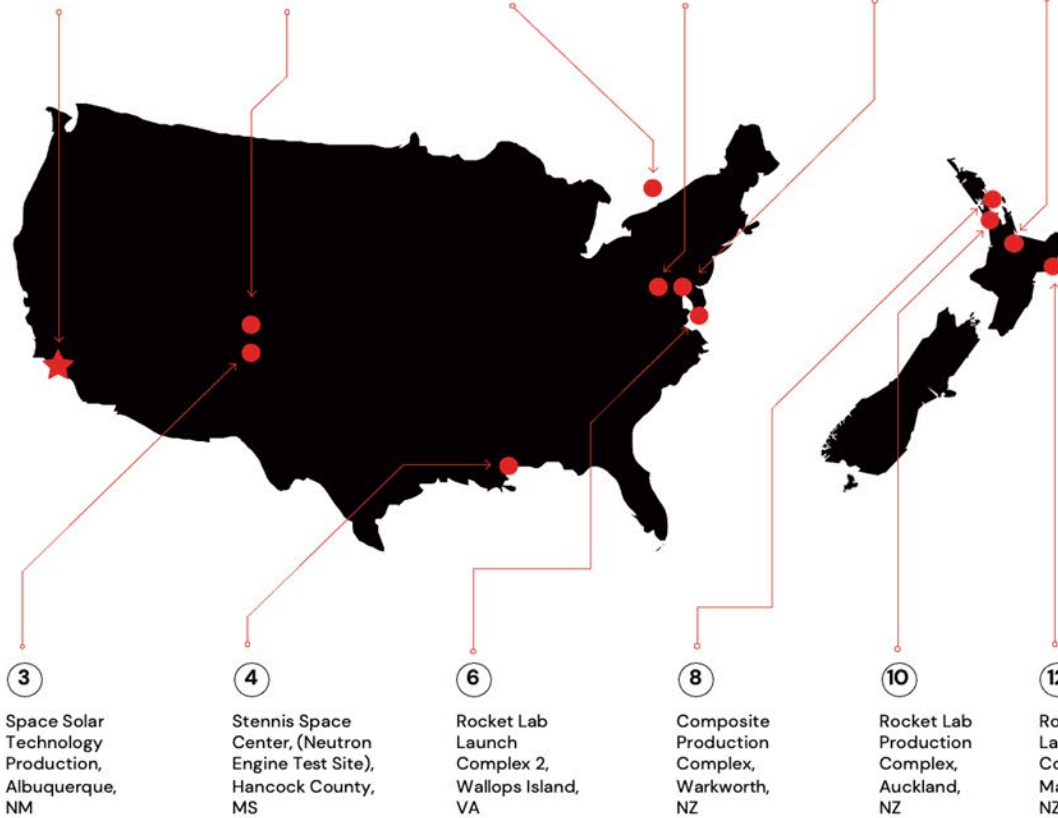 3
Space Solar
Technology
Production,
Albuquerque,
NM
4
Stennis Space
Center, (Neutron
Engine Test Site),
Hancock County,
MS
6
Rocket Lab
Launch
Complex 2,
Wallops Island,
VA
8
Composite
Production
Complex,
Warkworth,
NZ
10
Rocket Lab
Production
Complex,
Auckland,
NZ
NZ